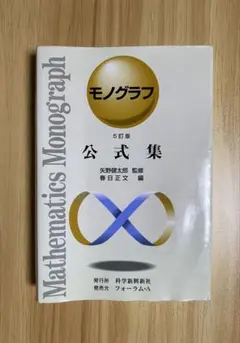 Mathematics Monograph
モノグラフ
5訂版
公式集
矢野健太郎 監修
春日正文 編
発行所 科学新興新社
発売元 フォーラム・A